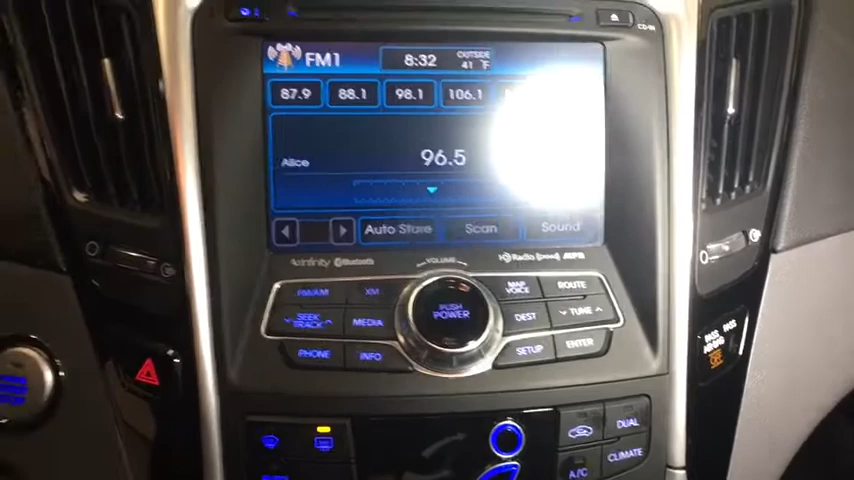 CD-IN
FM1
8:32
OUTSIDE
41 °F
87.9 88.1 98.1 106.1
96.5
Alice
Auto Store Scan Sound
infinity Bluetooth VOLUME HD Radio MP3
FM/AM XM PUSH POWER MAP VOICE ROUTE
SEEK TRACK MEDIA DEST TUNE
PHONE INFO SETUP ENTER
PASS AIR BAG
OFF
DUAL
A/C CLIMATE